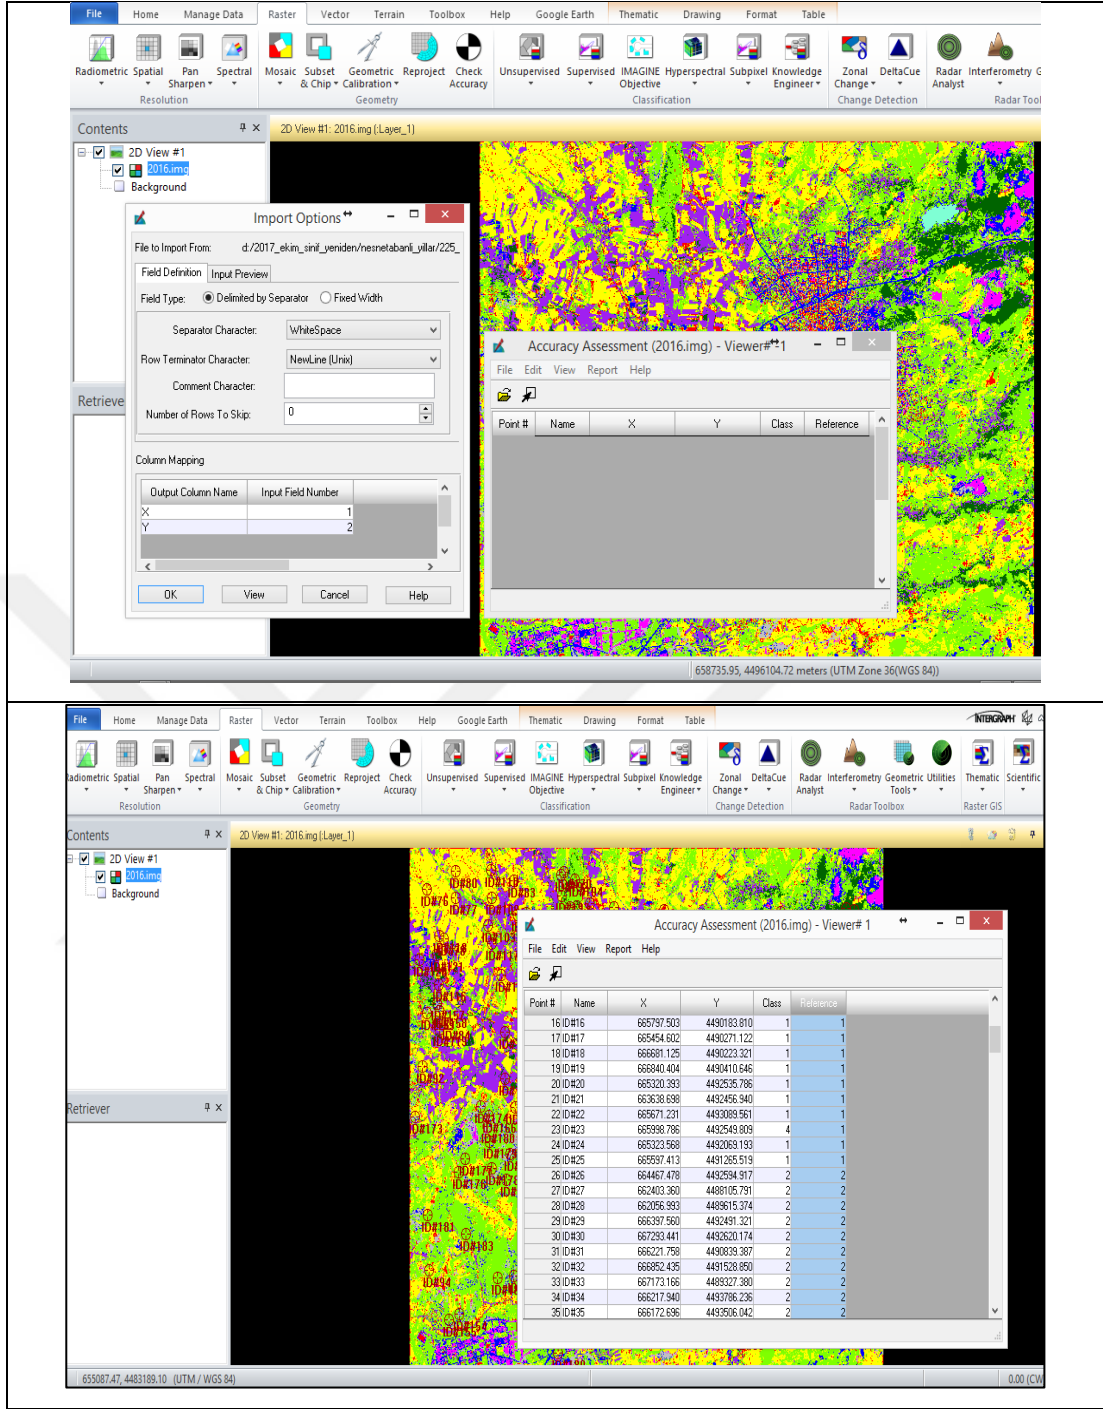 File Home Manage Data Raster Vector Terrain Toolbox Help Google Earth Thematic Drawing Format Table
Radiometric Spatial Pan Sharpen Spectral Mosaic Subset & Chip Geometric Calibration Reproject Check Accuracy Unsupervised Supervised IMAGINE Objective Hyperspectral Subpixel Knowledge Engineer Zonal Change DeltaCue Radar Analyst Interferometry G
Resolution Geometry Classification Change Detection Radar Tool
Contents
2D View #1: 2016.img (:Layer_1)
2D View #1
2016.img
Background
Retrieve
Import Options
File to Import From: d:/2017_ekim_sinif_yeniden/nesnetabanli_yillar/225_
Field Definition Input Preview
Field Type: Delimited by Separator Fixed Width
Separator Character: WhiteSpace
Row Terminator Character: NewLine (Unix)
Comment Character:
Number of Rows To Skip: 0
Column Mapping
Output Column Name Input Field Number
X 1
Y 2
OK View Cancel Help
Accuracy Assessment (2016.img) - Viewer# 1
File Edit View Report Help
Point # Name X Y Class Reference
658735.95, 4496104.72 meters (UTM Zone 36(WGS 84))
File Home Manage Data Raster Vector Terrain Toolbox Help Google Earth Thematic Drawing Format Table INTERGRAPH
Radiometric Spatial Pan Sharpen Spectral Mosaic Subset & Chip Geometric Calibration Reproject Check Accuracy Unsupervised Supervised IMAGINE Objective Hyperspectral Subpixel Knowledge Engineer Zonal Change DeltaCue Radar Analyst Interferometry Geometric Tools Utilities Thematic Scientific
Resolution Geometry Classification Change Detection Radar Toolbox Raster GIS
Contents
2D View #1: 2016.img (:Layer_1)
2D View #1
2016.img
Background
Retriever
ID#80
ID#76
ID#77
ID#173
ID#181
ID#183
ID#94
Accuracy Assessment (2016.img) - Viewer# 1
File Edit View Report Help
Point # Name X Y Class Reference
16 ID#16 665797.503 4490183.810 1 1
17 ID#17 665454.602 4490271.122 1 1
18 ID#18 666681.125 4490223.321 1 1
19 ID#19 666840.404 4490410.646 1 1
20 ID#20 665320.393 4492535.786 1 1
21 ID#21 663638.698 4492456.940 1 1
22 ID#22 665671.231 4493089.561 1 1
23 ID#23 665998.786 4492549.809 4 1
24 ID#24 665323.568 4492069.193 1 1
25 ID#25 665597.413 4491265.519 1 1
26 ID#26 664467.478 4492594.917 2 2
27 ID#27 662403.360 4488105.791 2 2
28 ID#28 662056.993 4489615.374 2 2
29 ID#29 666397.560 4492491.321 2 2
30 ID#30 667293.441 4492620.174 2 2
31 ID#31 666221.758 4490839.387 2 2
32 ID#32 666852.435 4491528.850 2 2
33 ID#33 667173.166 4489327.380 2 2
34 ID#34 666217.940 4493786.236 2 2
35 ID#35 666172.696 4493506.042 2 2
655087.47, 4483189.10 (UTM / WGS 84) 0.00 (CW